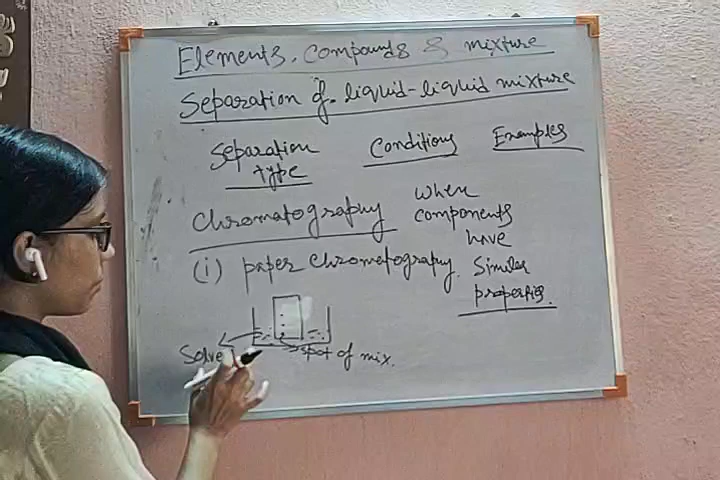 Elements, compounds & mixture
Separation of liquid-liquid mixture
Separation type
Conditions
Examples
Chromatography
when
components
have
similar
properties.
(i) paper chromatography.
Solve
spot of mix.